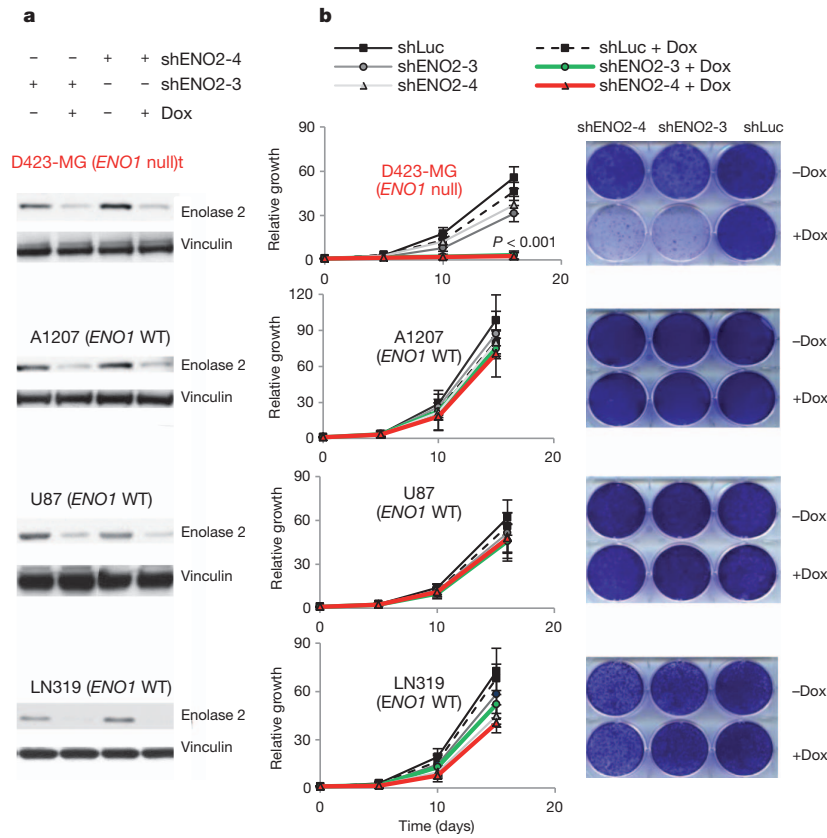 a
– – + + shENO2-4
+ + – – shENO2-3
– + – + Dox
D423-MG (ENO1 null)t
Enolase 2
Vinculin
A1207 (ENO1 WT)
Enolase 2
Vinculin
U87 (ENO1 WT)
Enolase 2
Vinculin
LN319 (ENO1 WT)
Enolase 2
Vinculin
b
shLuc
shLuc + Dox
shENO2-3
shENO2-3 + Dox
shENO2-4
shENO2-4 + Dox
Relative growth
90
60
30
0
D423-MG
(ENO1 null)
P < 0.001
0 10 20
Relative growth
120
90
60
30
0
A1207
(ENO1 WT)
0 10 20
Relative growth
90
60
30
0
U87
(ENO1 WT)
0 10 20
Relative growth
90
60
30
0
LN319
(ENO1 WT)
0 10 20
Time (days)
shENO2-4 shENO2-3 shLuc
–Dox
+Dox
–Dox
+Dox
–Dox
+Dox
–Dox
+Dox